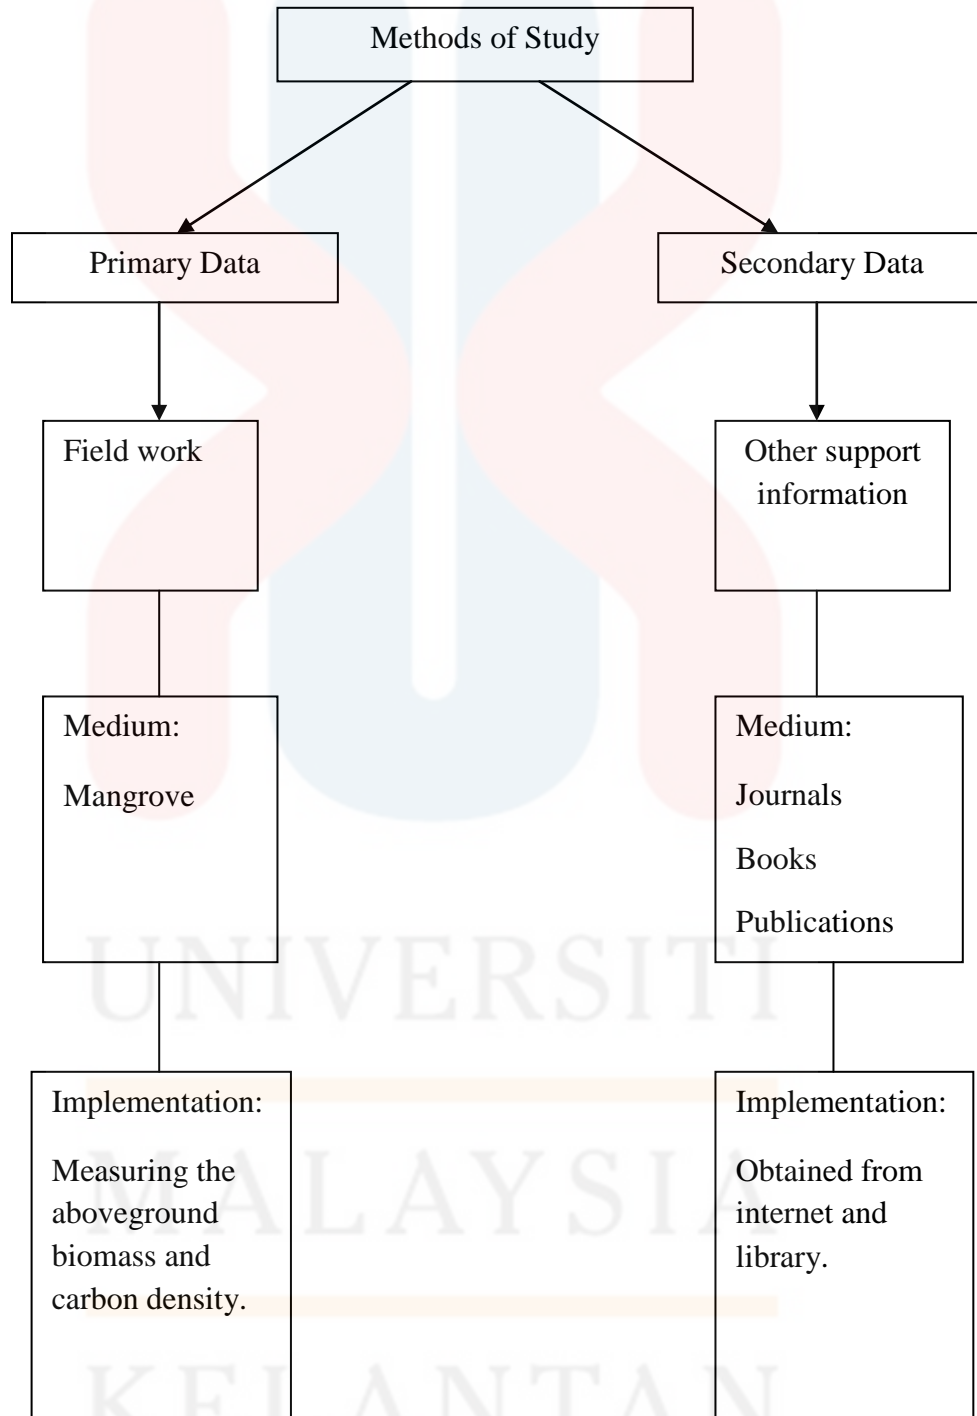 Methods of Study
Primary Data
Secondary Data
Field work
Other support
information
Medium:
Mangrove
Medium:
Journals
Books
Publications
Implementation:
Measuring the
aboveground
biomass and
carbon density.
Implementation:
Obtained from
internet and
library.
UNIVERSITI
MALAYSIA
KELANTAN